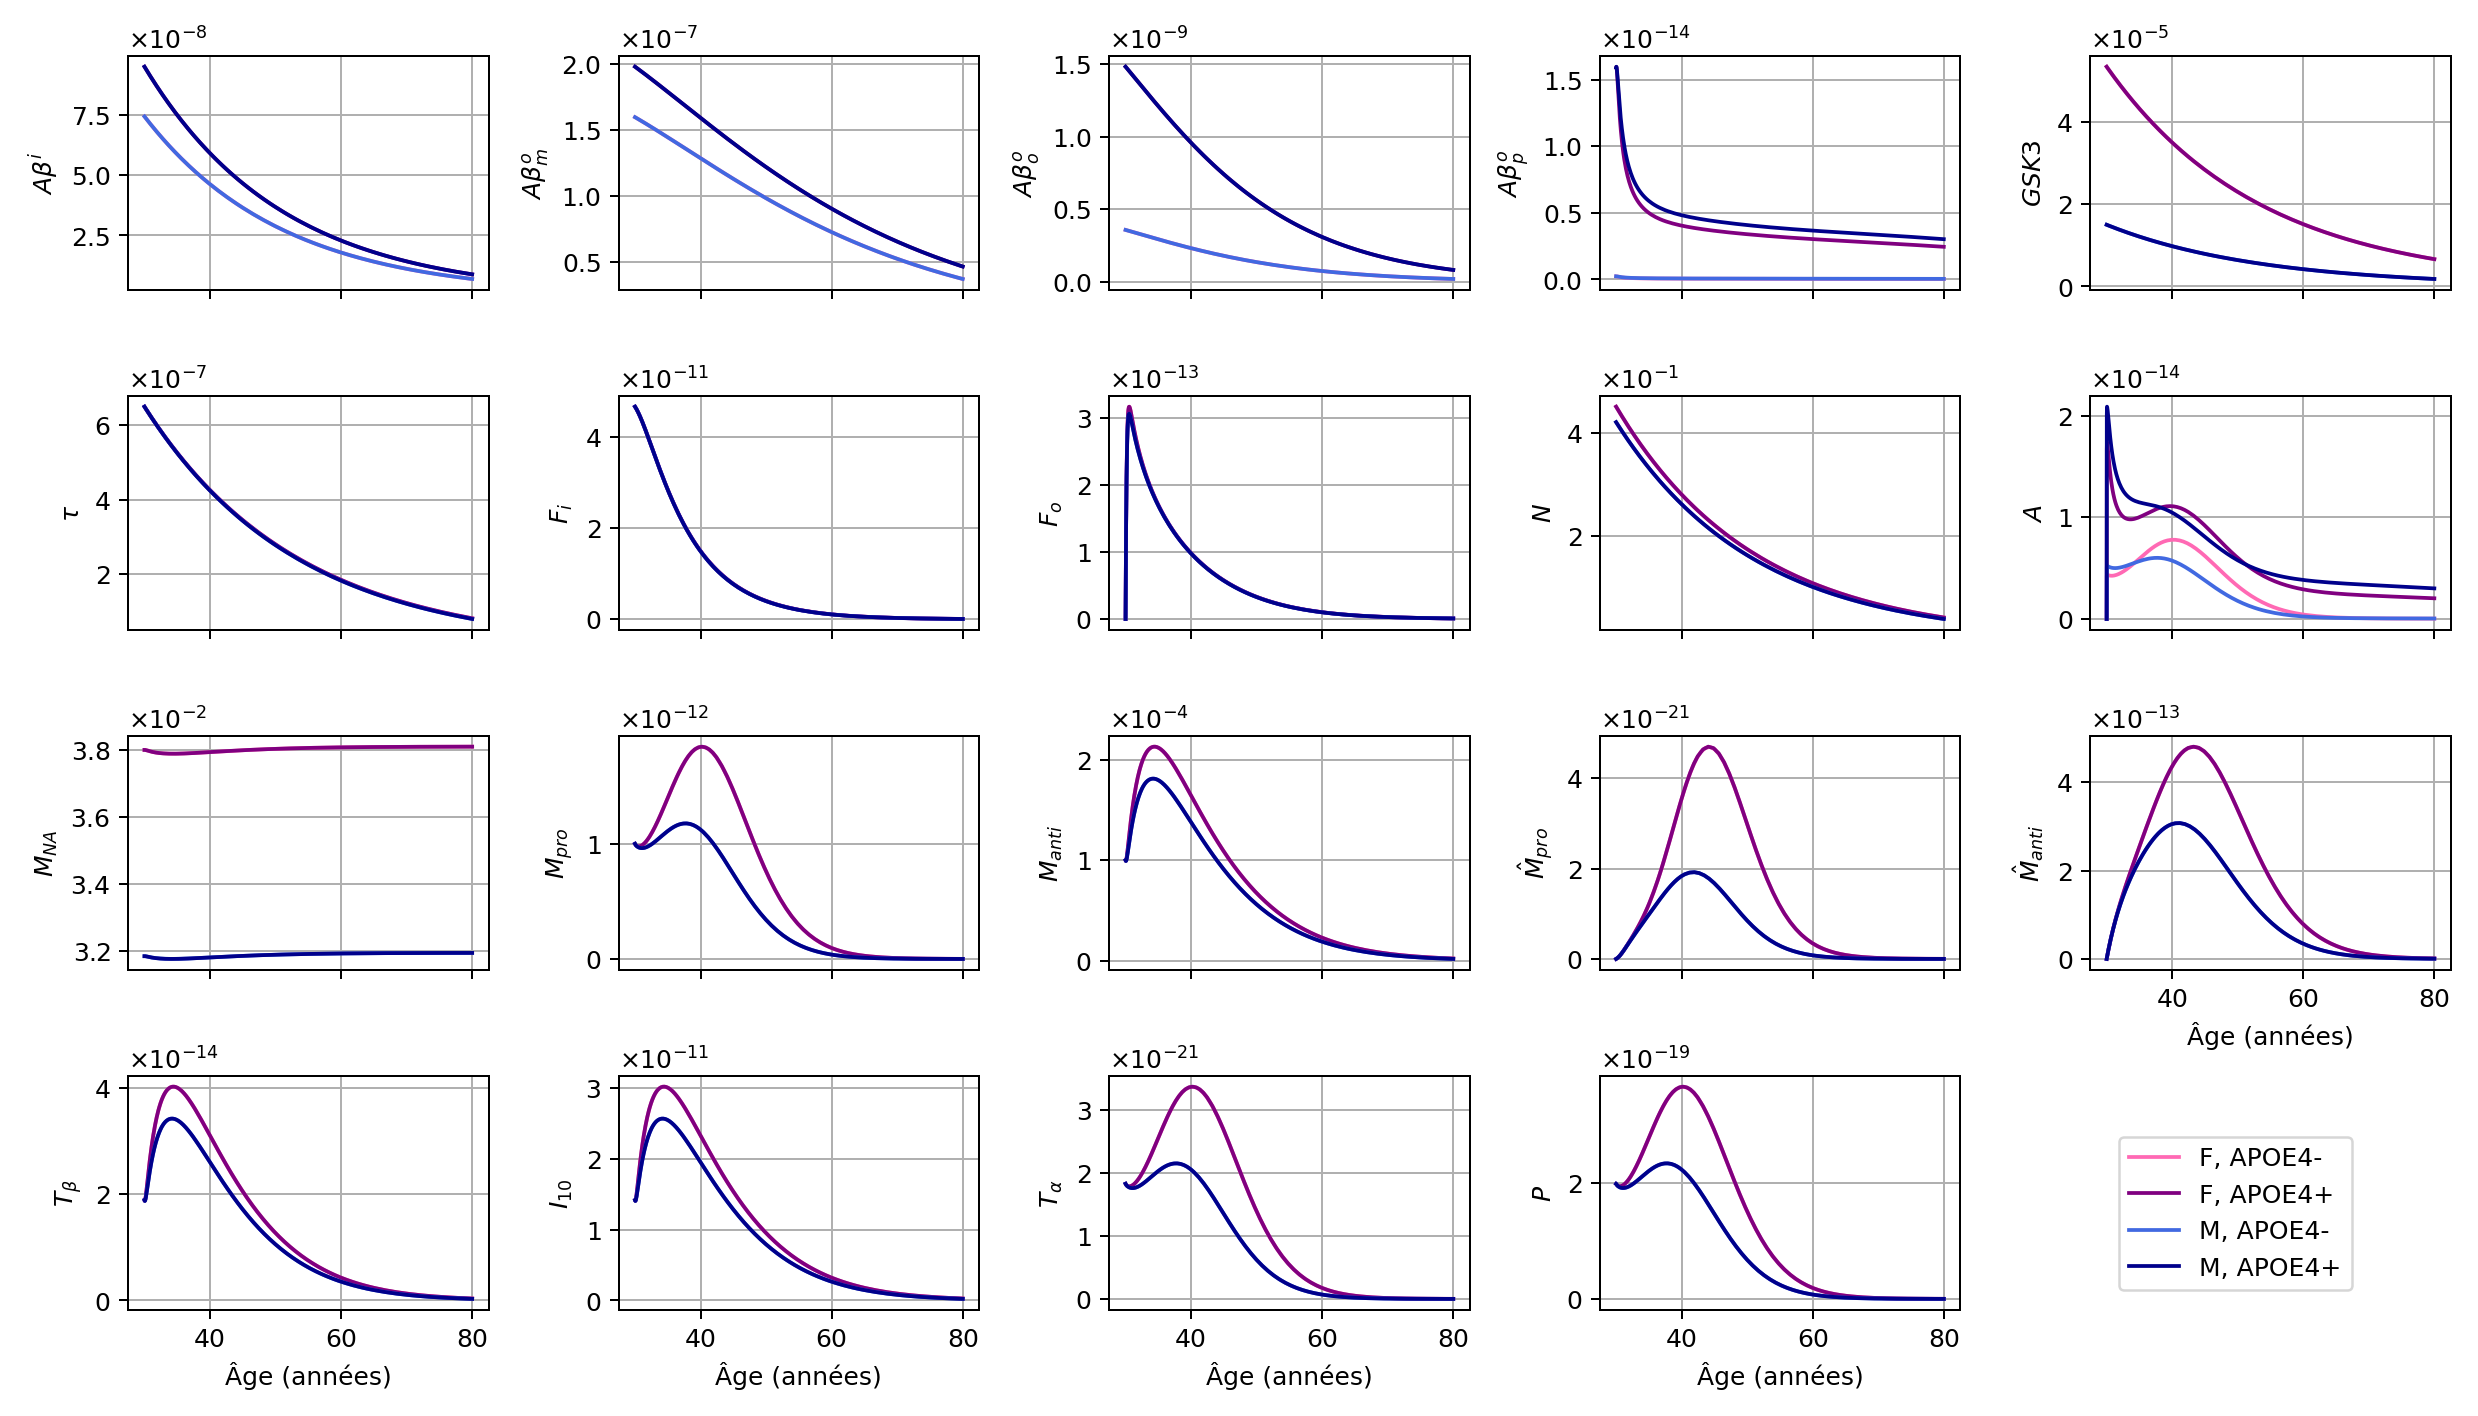 ×10⁻⁸ ×10⁻⁷ ×10⁻⁹ ×10⁻¹⁴ ×10⁻⁵
Aβⁱ 7.5 5.0 2.5
Aβₘᵒ 2.0 1.5 1.0 0.5
Aβₒᵒ 1.5 1.0 0.5 0.0
Aβₚᵒ 1.5 1.0 0.5 0.0
GSK3 4 2 0
×10⁻⁷ ×10⁻¹¹ ×10⁻¹³ ×10⁻¹ ×10⁻¹⁴
τ 6 4 2
Fᵢ 4 2 0
Fₒ 3 2 1 0
N 4 2
A 2 1 0
×10⁻² ×10⁻¹² ×10⁻⁴ ×10⁻²¹ ×10⁻¹³
M_NA 3.8 3.6 3.4 3.2
M_pro 1 0
M_anti 2 1 0
M̂_pro 4 2 0
M̂_anti 4 2 0
40 60 80
Âge (années)
×10⁻¹⁴ ×10⁻¹¹ ×10⁻²¹ ×10⁻¹⁹
T_β 4 2 0
I₁₀ 3 2 1 0
T_α 3 2 1 0
P 2 0
40 60 80 40 60 80 40 60 80 40 60 80
Âge (années) Âge (années) Âge (années) Âge (années)
F, APOE4-
F, APOE4+
M, APOE4-
M, APOE4+